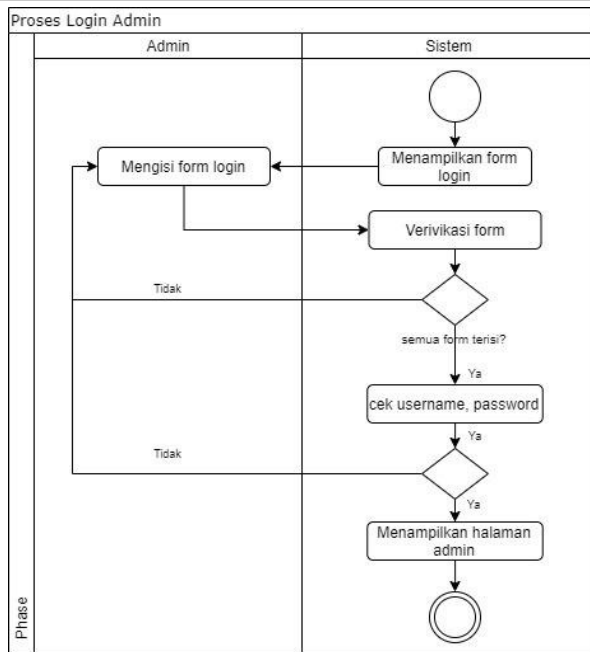 Proses Login Admin
Admin
Sistem
Menampilkan form
login
Mengisi form login
Verivikasi form
Tidak
semua form terisi?
Ya
cek username, password
Ya
Tidak
Ya
Menampilkan halaman
admin
Phase